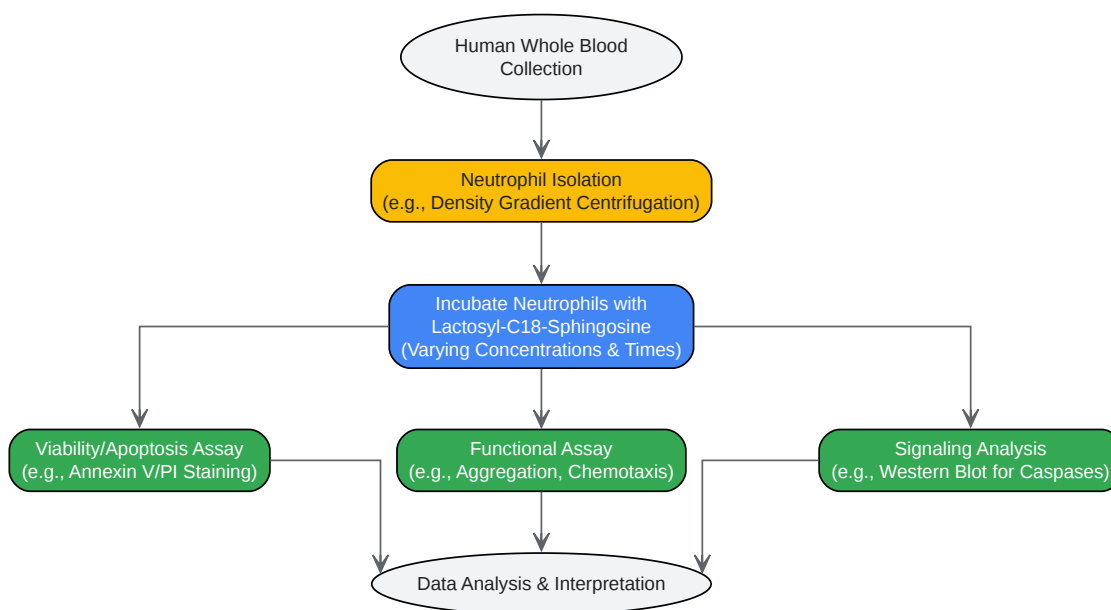 Human Whole Blood
Collection
Neutrophil Isolation
(e.g., Density Gradient Centrifugation)
Incubate Neutrophils with
Lactosyl-C18-Sphingosine
(Varying Concentrations & Times)
Viability/Apoptosis Assay
(e.g., Annexin V/PI Staining)
Functional Assay
(e.g., Aggregation, Chemotaxis)
Signaling Analysis
(e.g., Western Blot for Caspases)
Data Analysis & Interpretation